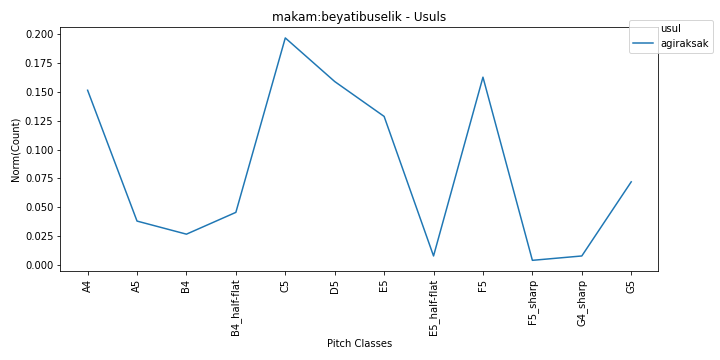 makam:beyatibuselik - Usuls
usul
agiraksak
Norm(Count)
0.200
0.175
0.150
0.125
0.100
0.075
0.050
0.025
0.000
A4
A5
B4
B4_half-flat
C5
D5
E5
E5_half-flat
F5
F5_sharp
G4_sharp
G5
Pitch Classes